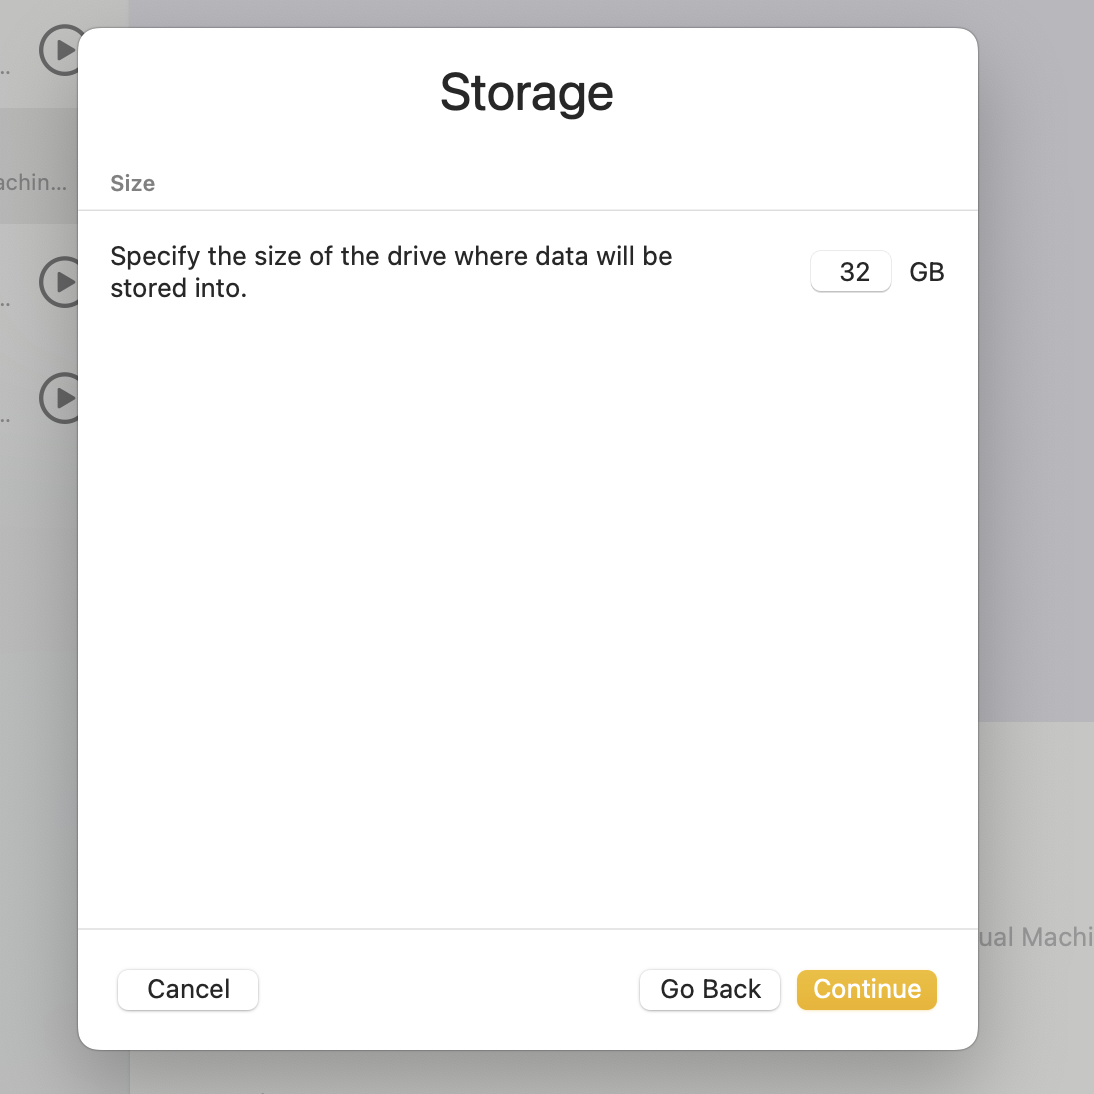 Storage
Size
Specify the size of the drive where data will be
stored into.
32 GB
achin...
ual Machi
Cancel
Go Back
Continue